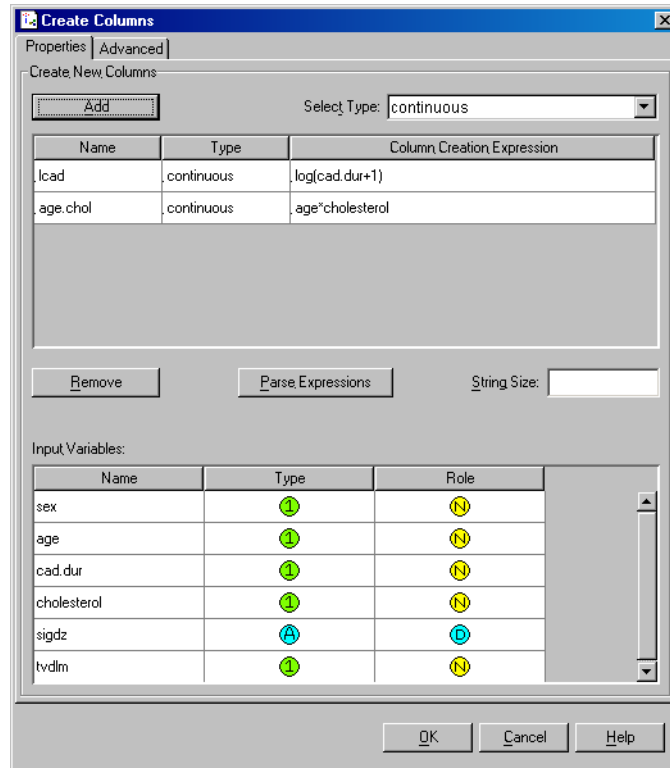 Create Columns
Properties Advanced
Create New Columns
Add Select Type: continuous
Name Type Column Creation Expression
lcad continuous log(cad.dur+1)
age.chol continuous age*cholesterol
Remove Parse Expressions String Size:
Input Variables:
Name Type Role
sex 1 N
age 1 N
cad.dur 1 N
cholesterol 1 N
sigdz A D
tvdlm 1 N
OK Cancel Help